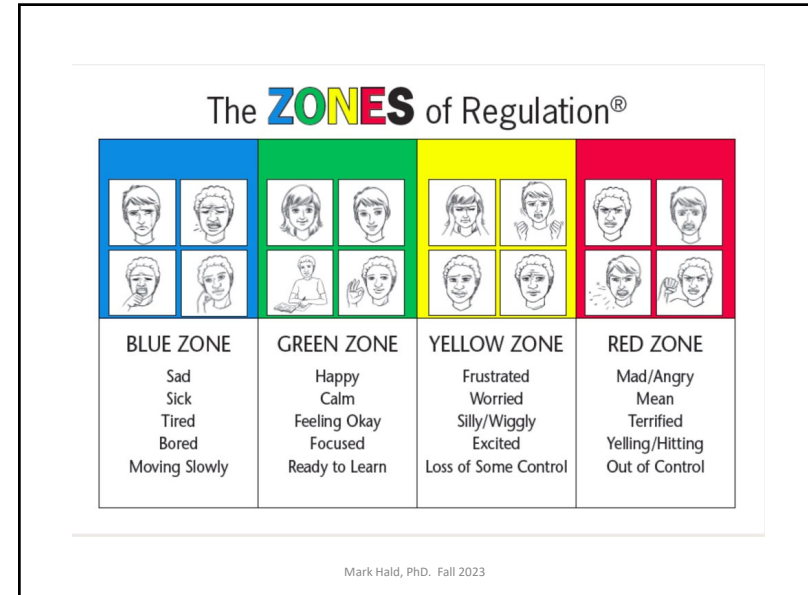 The ZONES of Regulation®
BLUE ZONE
Sad
Sick
Tired
Bored
Moving Slowly
GREEN ZONE
Happy
Calm
Feeling Okay
Focused
Ready to Learn
YELLOW ZONE
Frustrated
Worried
Silly/Wiggly
Excited
Loss of Some Control
RED ZONE
Mad/Angry
Mean
Terrified
Yelling/Hitting
Out of Control
Mark Hald, PhD. Fall 2023